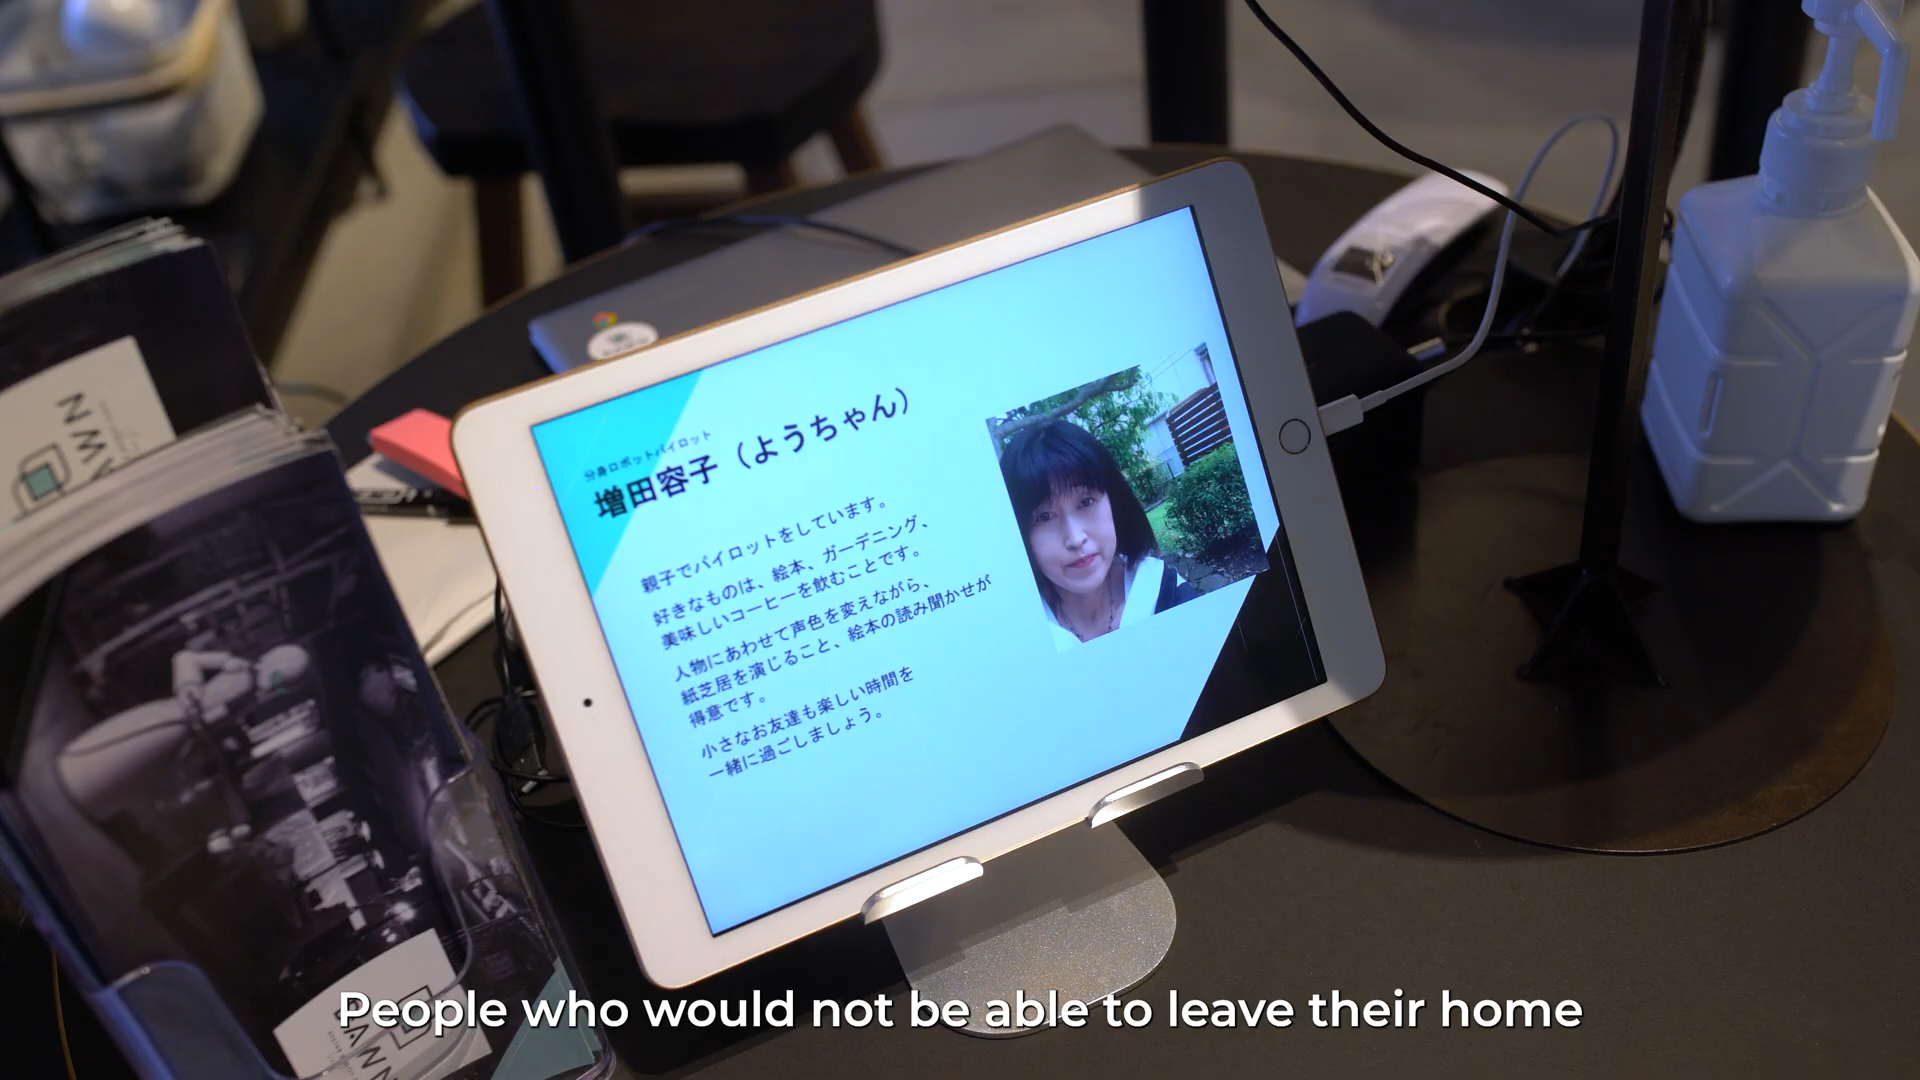 DAWN
分身ロボットパイロット
増田容子（ようちゃん）
親子でパイロットをしています。
好きなものは、絵本、ガーデニング、
美味しいコーヒーを飲むことです。
人物にあわせて声色を変えながら、
紙芝居を演じること、絵本の読み聞かせが
得意です。
小さなお友達も楽しい時間を
一緒に過ごしましょう。
DAWN
People who would not be able to leave their home